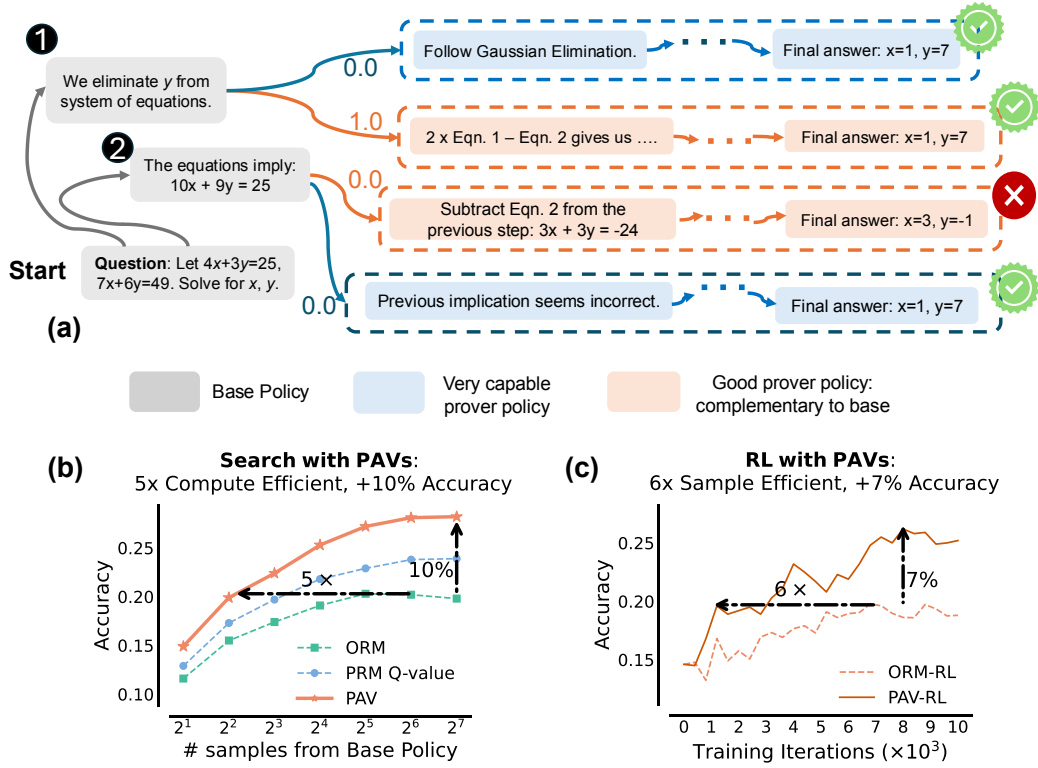 1
We eliminate y from
system of equations.
0.0
Follow Gaussian Elimination.
Final answer: x=1, y=7
1.0
2 x Eqn. 1 – Eqn. 2 gives us ….
Final answer: x=1, y=7
2
The equations imply:
10x + 9y = 25
0.0
Subtract Eqn. 2 from the
previous step: 3x + 3y = -24
Final answer: x=3, y=-1
Start
Question: Let 4x+3y=25,
7x+6y=49. Solve for x, y.
0.0
Previous implication seems incorrect.
Final answer: x=1, y=7
(a)
Base Policy
Very capable
prover policy
Good prover policy:
complementary to base
(b)
Search with PAVs:
5x Compute Efficient, +10% Accuracy
Accuracy
0.25
0.20
0.15
0.10
5 ×
10%
ORM
PRM Q-value
PAV
2¹ 2² 2³ 2⁴ 2⁵ 2⁶ 2⁷
# samples from Base Policy
(c)
RL with PAVs:
6x Sample Efficient, +7% Accuracy
Accuracy
0.25
0.20
0.15
6 ×
7%
ORM-RL
PAV-RL
0 1 2 3 4 5 6 7 8 9 10
Training Iterations (×10³)